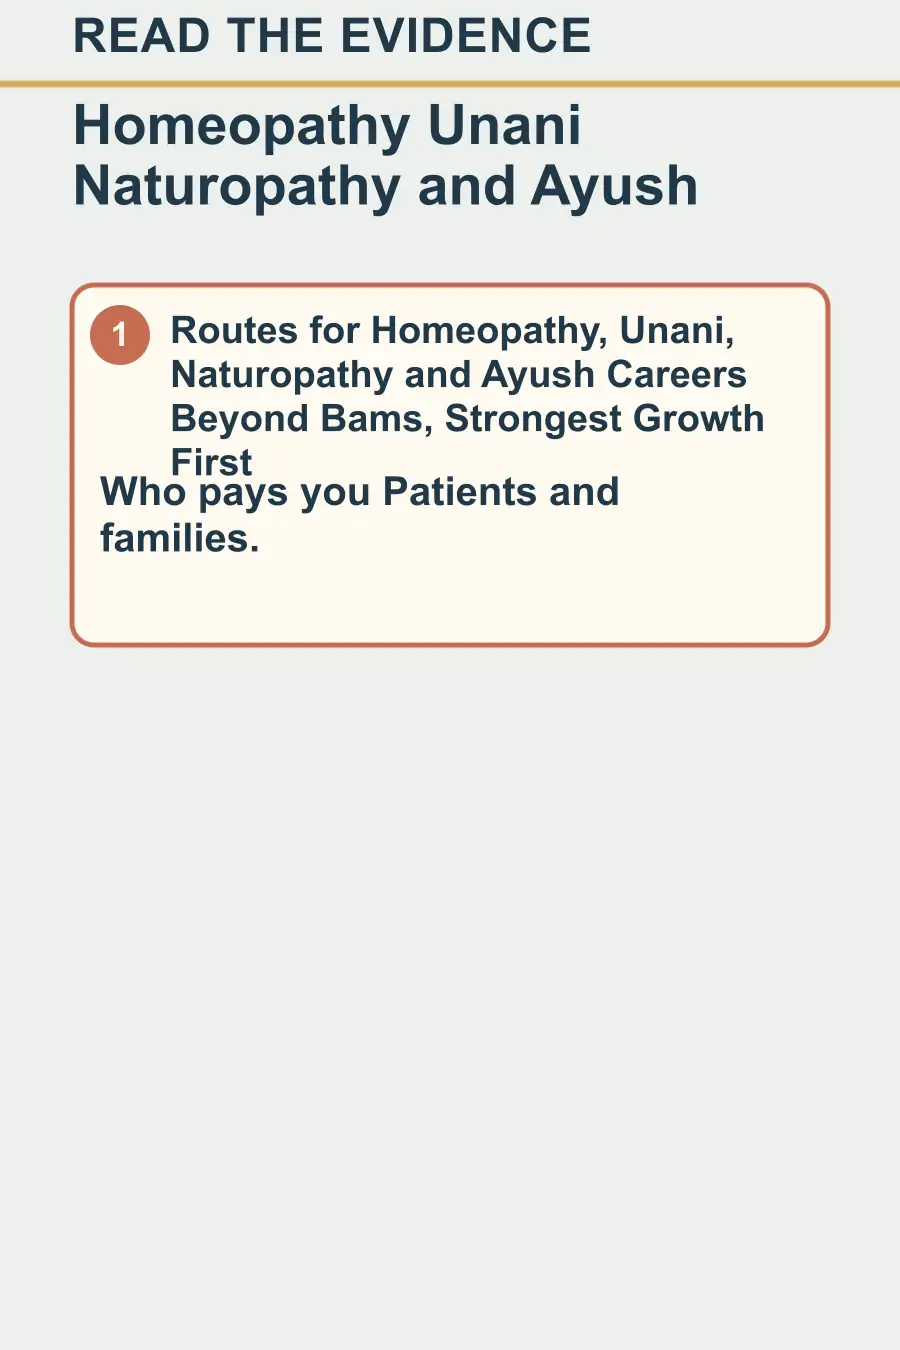 READ THE EVIDENCE
Homeopathy Unani
Naturopathy and Ayush
1
Routes for Homeopathy, Unani,
Naturopathy and Ayush Careers
Beyond Bams, Strongest Growth
First
Who pays you Patients and
families.